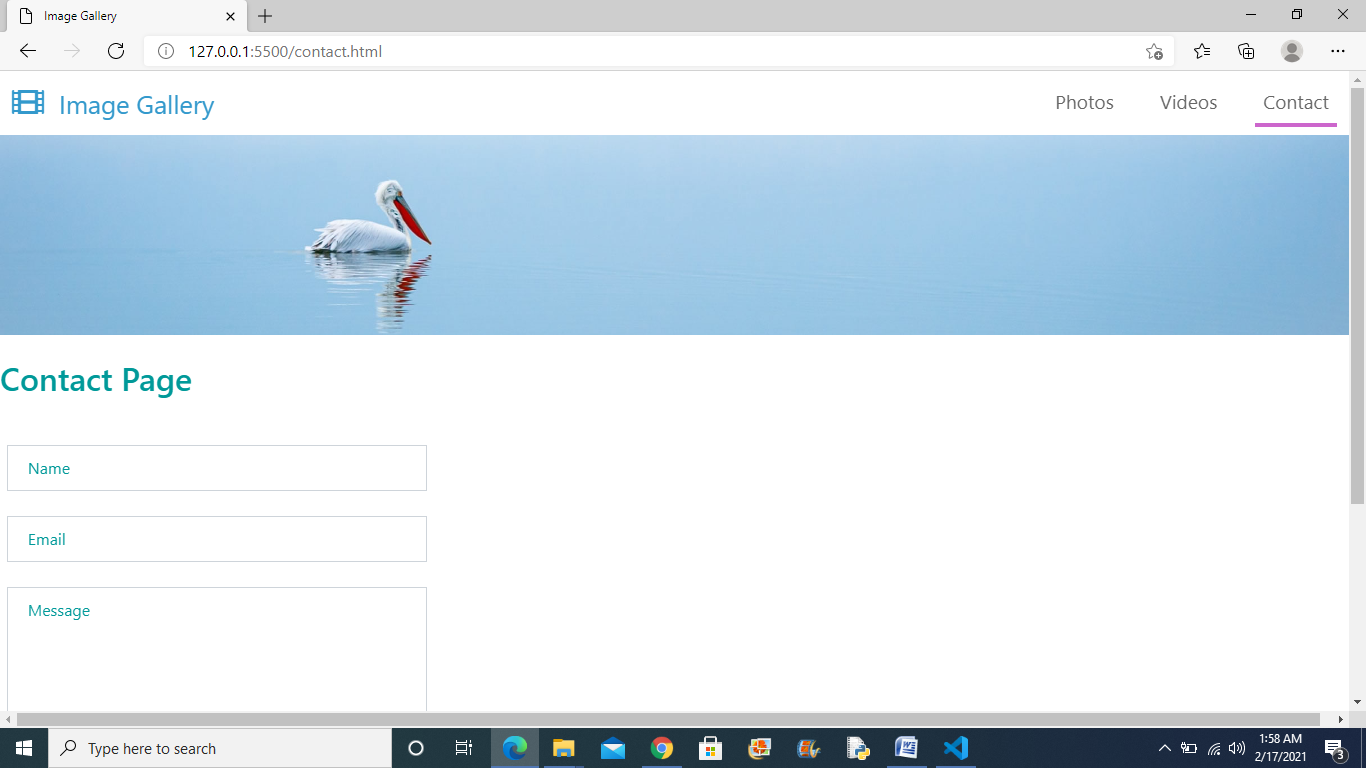 Image Gallery
127.0.0.1:5500/contact.html
Image Gallery
Photos Videos Contact
Contact Page
Name
Email
Message
Type here to search
1:58 AM
2/17/2021
3